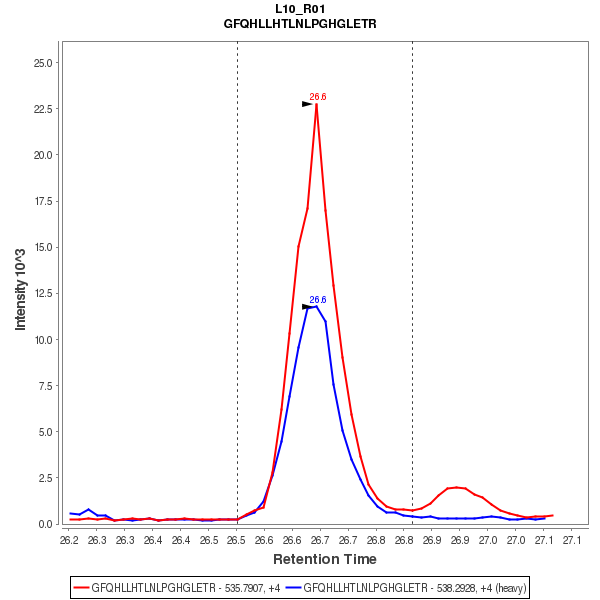 L10_R01
GFQHLLHTLNLPGHGLETR
25.0
22.5
20.0
17.5
15.0
12.5
10.0
7.5
5.0
2.5
0.0
Intensity 10^3
26.6
26.6
26.2 26.3 26.3 26.4 26.4 26.5 26.5 26.6 26.6 26.7 26.7 26.8 26.8 26.9 26.9 27.0 27.0 27.1 27.1
Retention Time
GFQHLLHTLNLPGHGLETR - 535.7907, +4 GFQHLLHTLNLPGHGLETR - 538.2928, +4 (heavy)